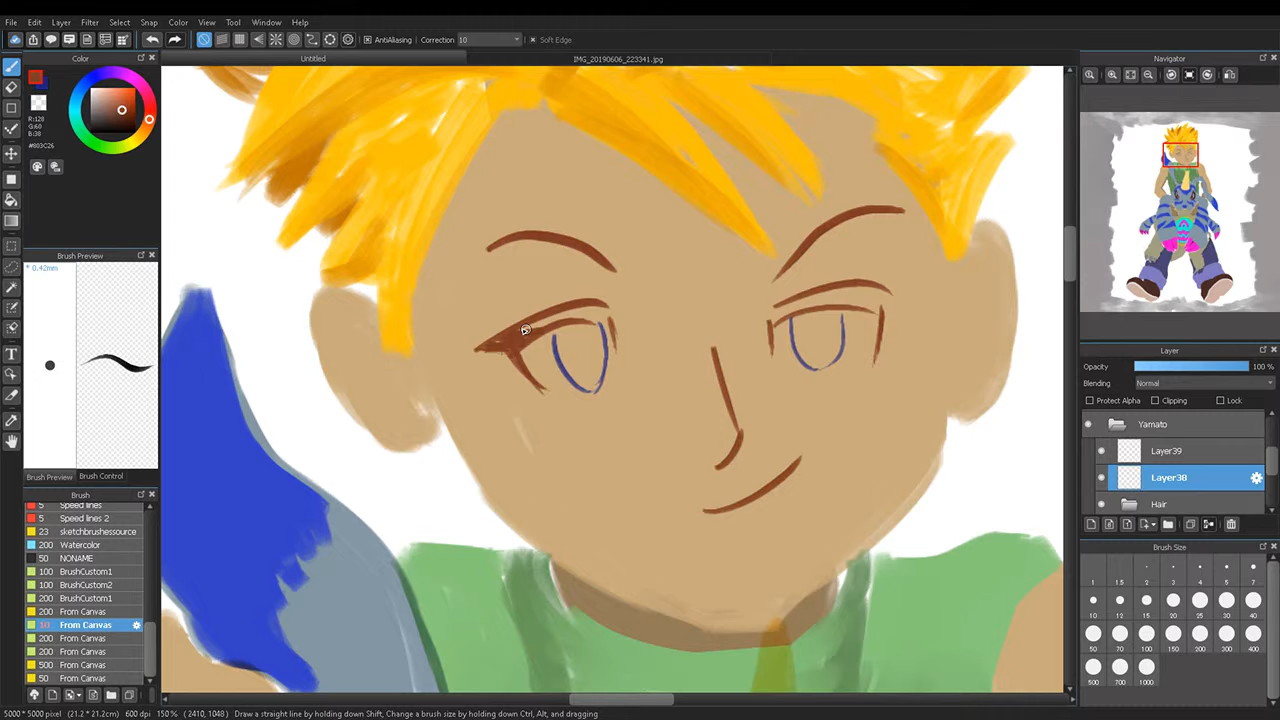 File Edit Layer Filter Select Snap Color View Window Tool Help
AntiAliasing Correction 10 Soft Edge
Color
Untitled
IMG_20190606_223341.jpg
Navigator
R:128
G:60
B:38
#803C26
Brush Preview
* 0.42mm
Brush Preview Brush Control
Brush
5 Speed lines
5 Speed lines 2
23 sketchbrushessource
200 Watercolor
50 NONAME
100 BrushCustom1
100 BrushCustom2
200 BrushCustom1
200 From Canvas
10 From Canvas
200 From Canvas
200 From Canvas
500 From Canvas
50 From Canvas
Layer
Opacity 100 %
Blending Normal
Protect Alpha Clipping Lock
Yamato
Layer39
Layer38
Hair
Brush Size
1 1.5 2 3 4 5 7
10 12 15 20 25 30 40
50 70 100 150 200 300 400
500 700 1000
5000 * 5000 pixel (21.2 * 21.2cm) 600 dpi 150 % (2410, 1048) Draw a straight line by holding down Shift, Change a brush size by holding down Ctrl, Alt, and dragging